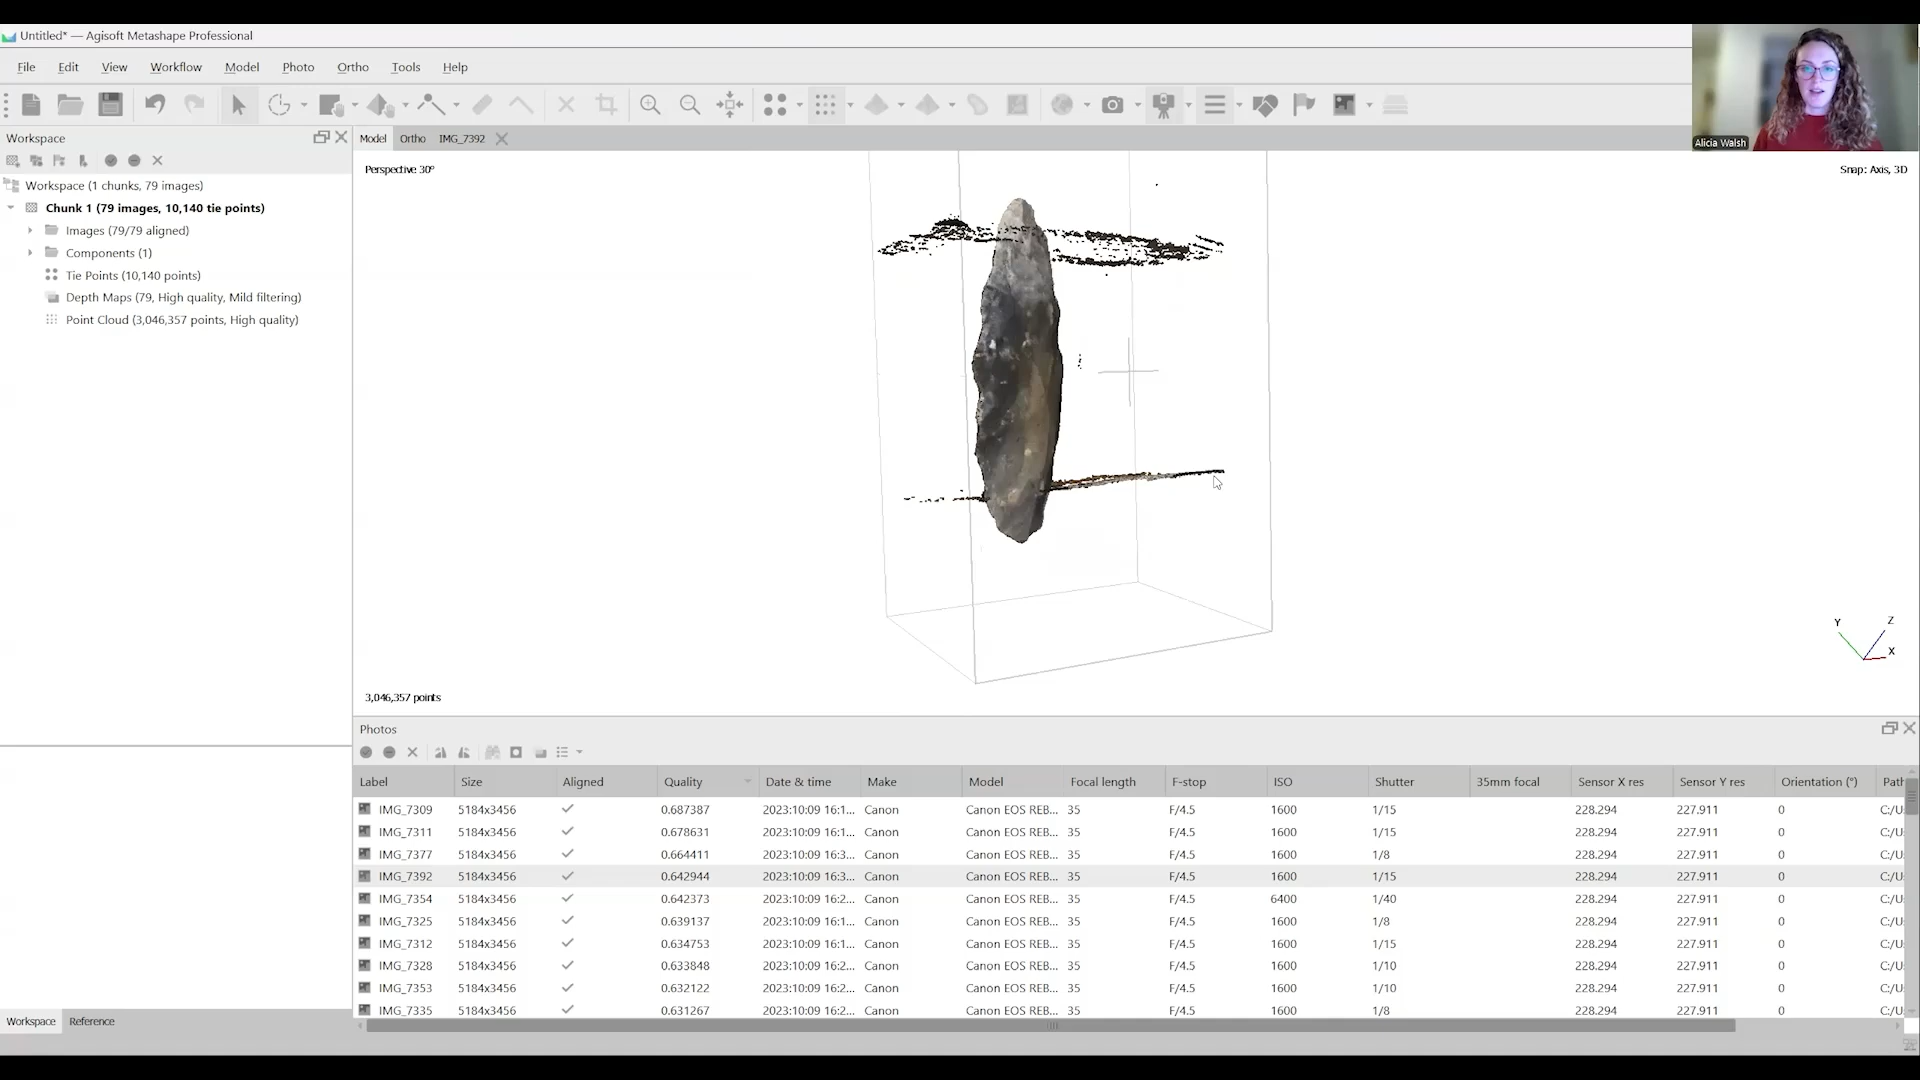 Untitled* — Agisoft Metashape Professional
File Edit View Workflow Model Photo Ortho Tools Help
Alicia Walsh
Workspace
Model Ortho IMG_7392
Perspective 30°
Snap: Axis, 3D
Workspace (1 chunks, 79 images)
Chunk 1 (79 images, 10,140 tie points)
Images (79/79 aligned)
Components (1)
Tie Points (10,140 points)
Depth Maps (79, High quality, Mild filtering)
Point Cloud (3,046,357 points, High quality)
Y Z X
3,046,357 points
Photos
Label Size Aligned Quality Date & time Make Model Focal length F-stop ISO Shutter 35mm focal Sensor X res Sensor Y res Orientation (°) Path
IMG_7309 5184x3456 0.687387 2023:10:09 16:1... Canon Canon EOS REB... 35 F/4.5 1600 1/15 228.294 227.911 0 C:/U
IMG_7311 5184x3456 0.678631 2023:10:09 16:1... Canon Canon EOS REB... 35 F/4.5 1600 1/15 228.294 227.911 0 C:/U
IMG_7377 5184x3456 0.664411 2023:10:09 16:3... Canon Canon EOS REB... 35 F/4.5 1600 1/8 228.294 227.911 0 C:/U
IMG_7392 5184x3456 0.642944 2023:10:09 16:3... Canon Canon EOS REB... 35 F/4.5 1600 1/15 228.294 227.911 0 C:/U
IMG_7354 5184x3456 0.642373 2023:10:09 16:2... Canon Canon EOS REB... 35 F/4.5 6400 1/40 228.294 227.911 0 C:/U
IMG_7325 5184x3456 0.639137 2023:10:09 16:1... Canon Canon EOS REB... 35 F/4.5 1600 1/8 228.294 227.911 0 C:/U
IMG_7312 5184x3456 0.634753 2023:10:09 16:1... Canon Canon EOS REB... 35 F/4.5 1600 1/15 228.294 227.911 0 C:/U
IMG_7328 5184x3456 0.633848 2023:10:09 16:2... Canon Canon EOS REB... 35 F/4.5 1600 1/10 228.294 227.911 0 C:/U
IMG_7353 5184x3456 0.632122 2023:10:09 16:2... Canon Canon EOS REB... 35 F/4.5 1600 1/10 228.294 227.911 0 C:/U
IMG_7335 5184x3456 0.631267 2023:10:09 16:2... Canon Canon EOS REB... 35 F/4.5 1600 1/8 228.294 227.911 0 C:/U
Workspace Reference